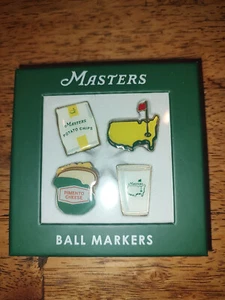 MASTERS
MASTERS
POTATO CHIPS
PIMENTO
CHEESE
BALL MARKERS